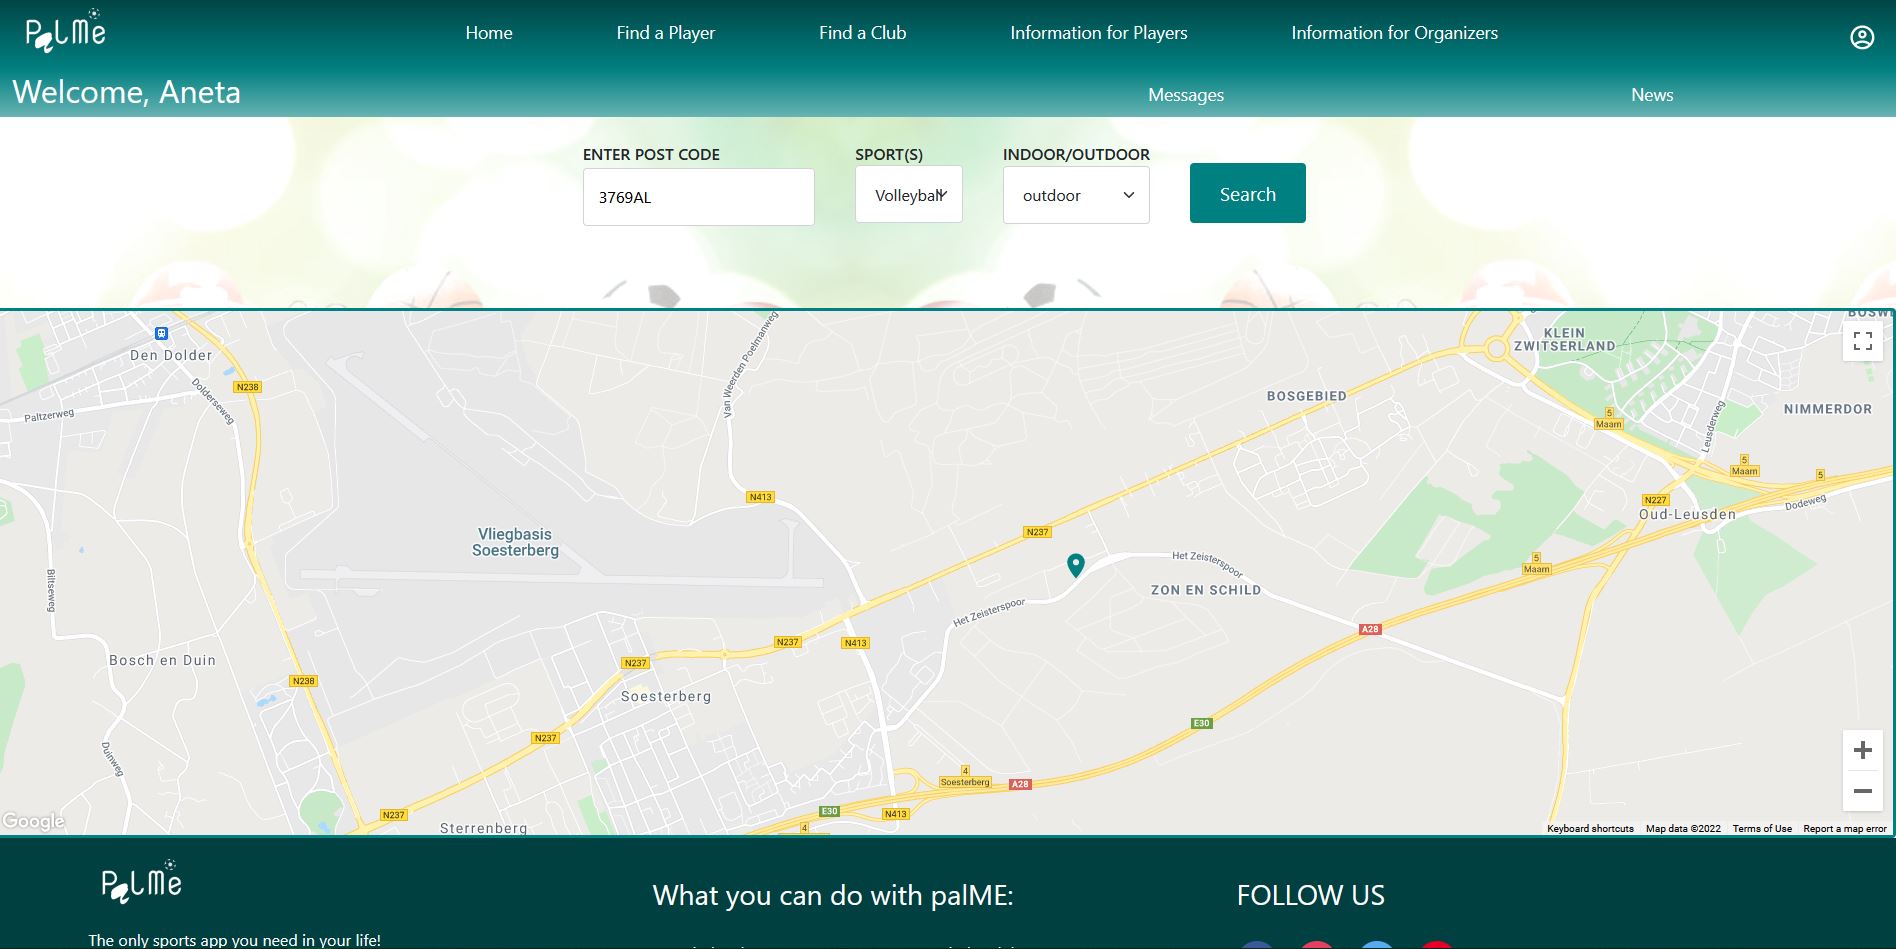 PalMe
Home
Find a Player
Find a Club
Information for Players
Information for Organizers
Welcome, Aneta
Messages
News
ENTER POST CODE
SPORT(S)
INDOOR/OUTDOOR
3769AL
Volleyball
outdoor
Search
Den Dolder
Dolderseweg
Paltzerweg
N238
Van Weerden Poelmanweg
KLEIN
ZWITSERLAND
BOSGEBIED
NIMMERDOR
Leusderweg
5
Maarn
5
Maarn
5
N413
N227
Oud-Leusden
Dodeweg
Vliegbasis
Soesterberg
N237
Het Zeisterspoor
ZON EN SCHILD
5
Maarn
Biltseweg
Het Zeisterspoor
A28
N237
N413
N237
Bosch en Duin
N238
Soesterberg
E30
N237
Duinweg
4
Soesterberg
A28
E30
N413
N237
Sterrenberg
4
Google
Keyboard shortcuts
Map data ©2022
Terms of Use
Report a map error
PalMe
What you can do with palME:
FOLLOW US
The only sports app you need in your life!